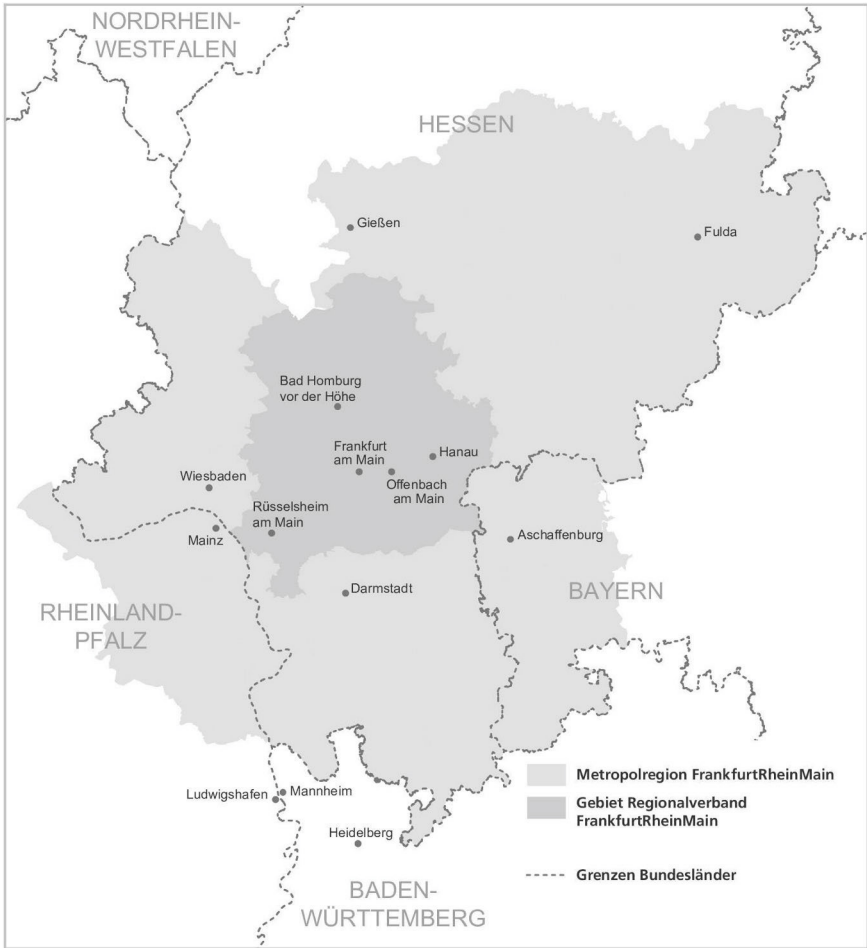 NORDRHEIN-
WESTFALEN
HESSEN
Gießen
Fulda
Bad Homburg
vor der Höhe
Frankfurt
am Main
Hanau
Offenbach
am Main
Wiesbaden
Rüsselsheim
am Main
Mainz
Aschaffenburg
Darmstadt
BAYERN
RHEINLAND-
PFALZ
Ludwigshafen
Mannheim
Heidelberg
BADEN-
WÜRTTEMBERG
Metropolregion FrankfurtRheinMain
Gebiet Regionalverband
FrankfurtRheinMain
Grenzen Bundesländer